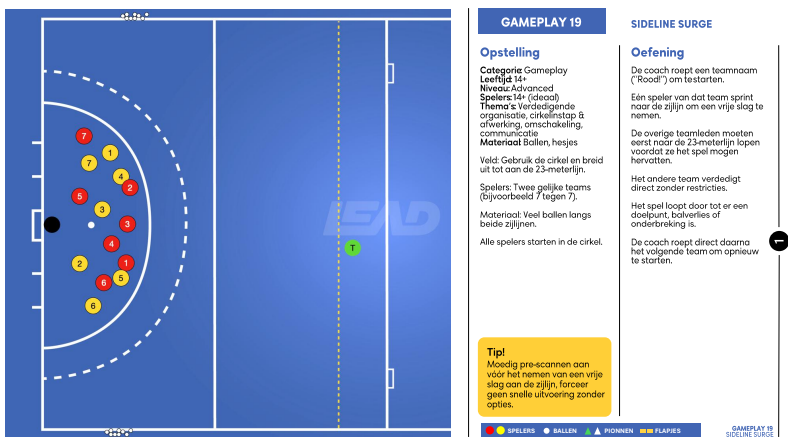 GAMEPLAY 19
SIDELINE SURGE
Opstelling
Categorie: Gameplay
Leeftijd: 14+
Niveau: Advanced
Spelers: 14+ (ideaal)
Thema's: Verdedigende
organisatie, cirkelinstap &
afwerking, omschakeling,
communicatie
Materiaal: Ballen, hesjes
Veld: Gebruik de cirkel en breid
uit tot aan de 23-meterlijn.
Spelers: Twee gelijke teams
(bijvoorbeeld 7 tegen 7).
Materiaal: Veel ballen langs
beide zijlijnen.
Alle spelers starten in de cirkel.
Tip!
Moedig pre-scannen aan
vóór het nemen van een vrije
slag aan de zijlijn, forceer
geen snelle uitvoering zonder
opties.
Oefening
De coach roept een teamnaam
("Rood!") om te starten.
Eén speler van dat team sprint
naar de zijlijn om een vrije slag te
nemen.
De overige teamleden moeten
eerst naar de 23-meterlijn lopen
voordat ze het spel mogen
hervatten.
Het andere team verdedigt
direct zonder restricties.
Het spel loopt door tot er een
doelpunt, balverlies of
onderbreking is.
De coach roept direct daarna
het volgende team om opnieuw
te starten.
1
SPELERS BALLEN PIONNEN FLAPJES
GAMEPLAY 19
SIDELINE SURGE
LEAD
7
1
7
4
2
5
3
3
4
T
2
1
5
6
6